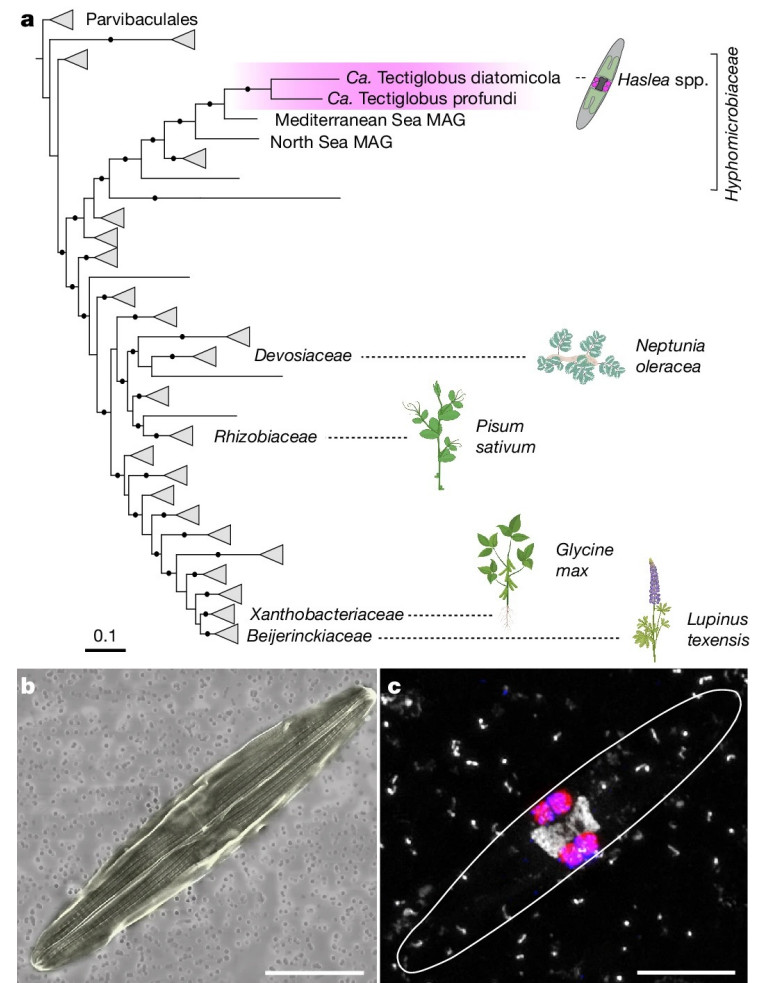 a
Parvibaculales
Ca. Tectiglobus diatomicola
Haslea spp.
Ca. Tectiglobus profundi
Mediterranean Sea MAG
North Sea MAG
Hyphomicrobiaceae
Devosiaceae
Neptunia
oleracea
Rhizobiaceae
Pisum
sativum
Glycine
max
Xanthobacteriaceae
Beijerinckiaceae
Lupinus
texensis
0.1
b
c